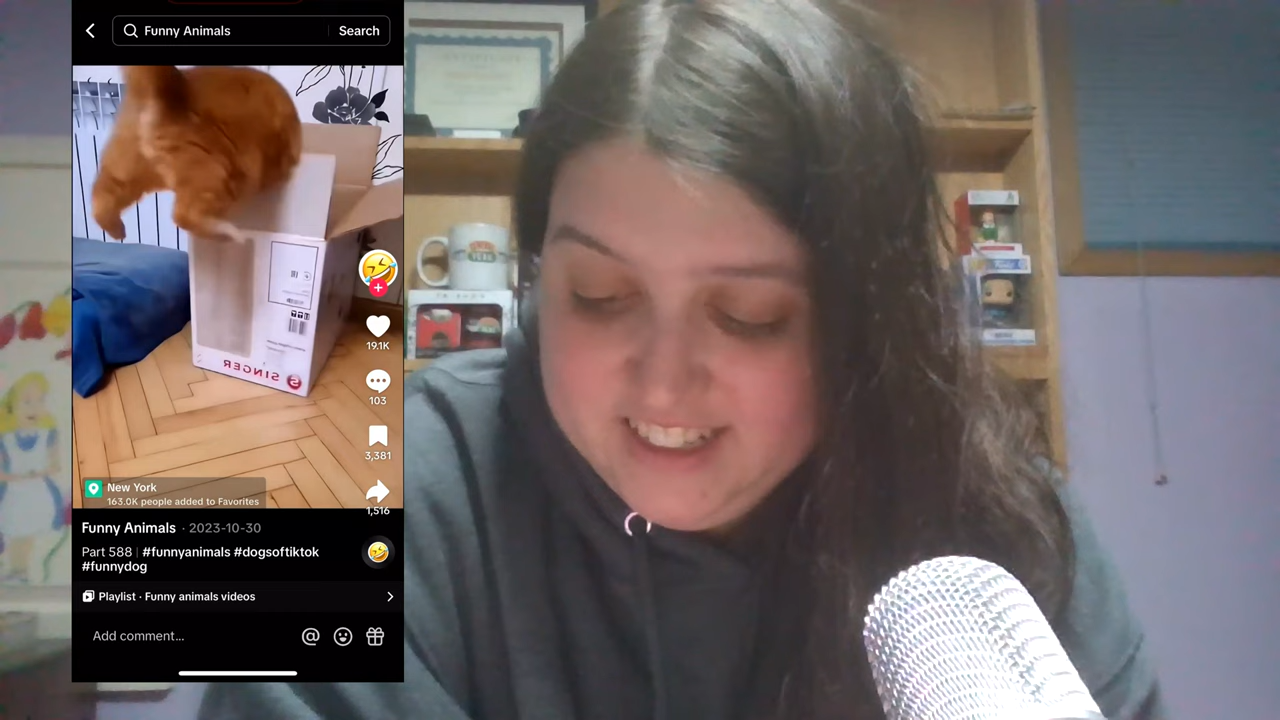 Funny Animals
Search
SINGER
19.1K
103
3,381
1,516
New York
163.0K people added to Favorites
Funny Animals · 2023-10-30
Part 588 | #funnyanimals #dogsoftiktok
#funnydog
Playlist · Funny animals videos
Add comment...